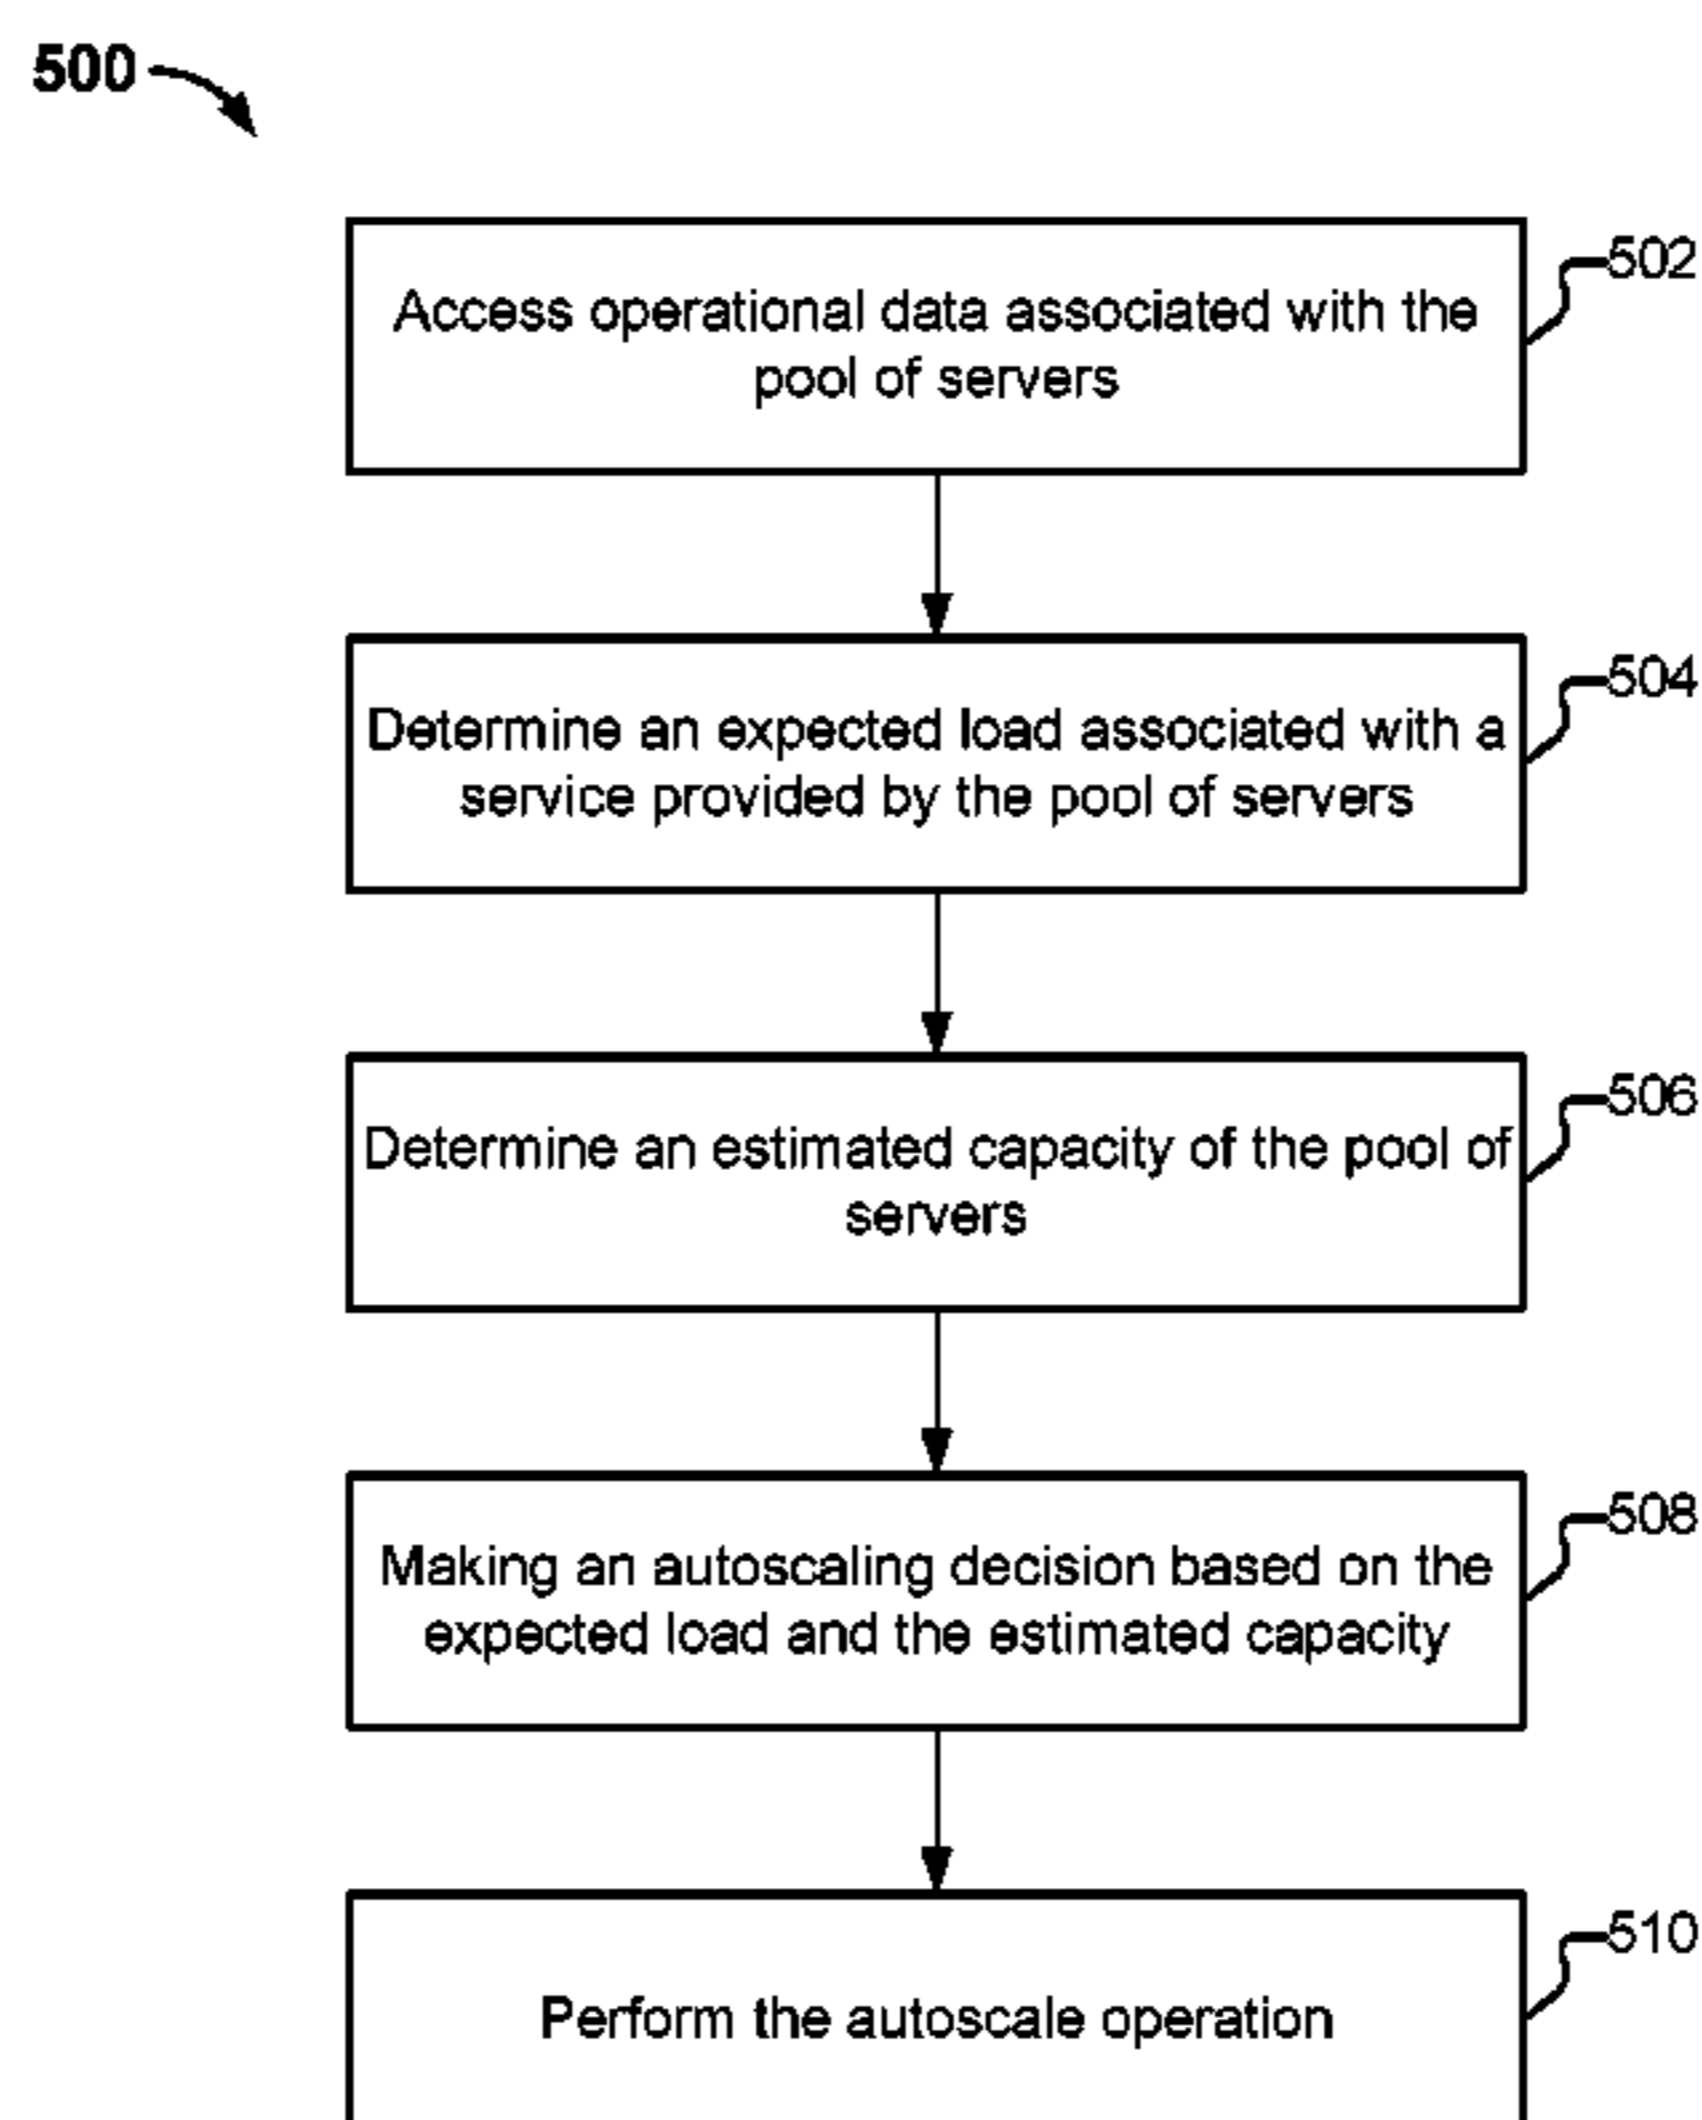 500
502
Access operational data associated with the
pool of servers
504
Determine an expected load associated with a
service provided by the pool of servers
506
Determine an estimated capacity of the pool of
servers
508
Making an autoscaling decision based on the
expected load and the estimated capacity
510
Perform the autoscale operation